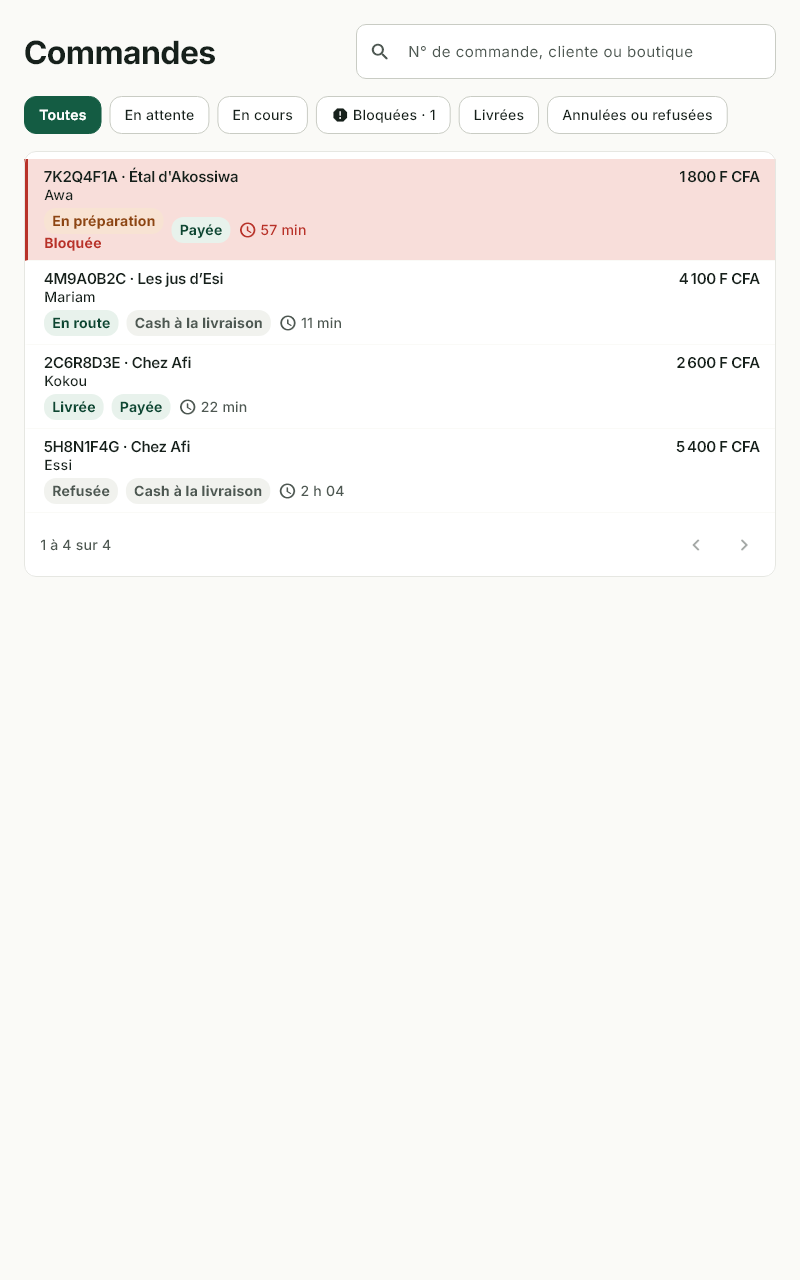 Commandes
N° de commande, cliente ou boutique
Toutes
En attente
En cours
Bloquées · 1
Livrées
Annulées ou refusées
7K2Q4F1A · Étal d'Akossiwa
1 800 F CFA
Awa
En préparation
Bloquée
Payée
57 min
4M9A0B2C · Les jus d’Esi
4 100 F CFA
Mariam
En route
Cash à la livraison
11 min
2C6R8D3E · Chez Afi
2 600 F CFA
Kokou
Livrée
Payée
22 min
5H8N1F4G · Chez Afi
5 400 F CFA
Essi
Refusée
Cash à la livraison
2 h 04
1 à 4 sur 4